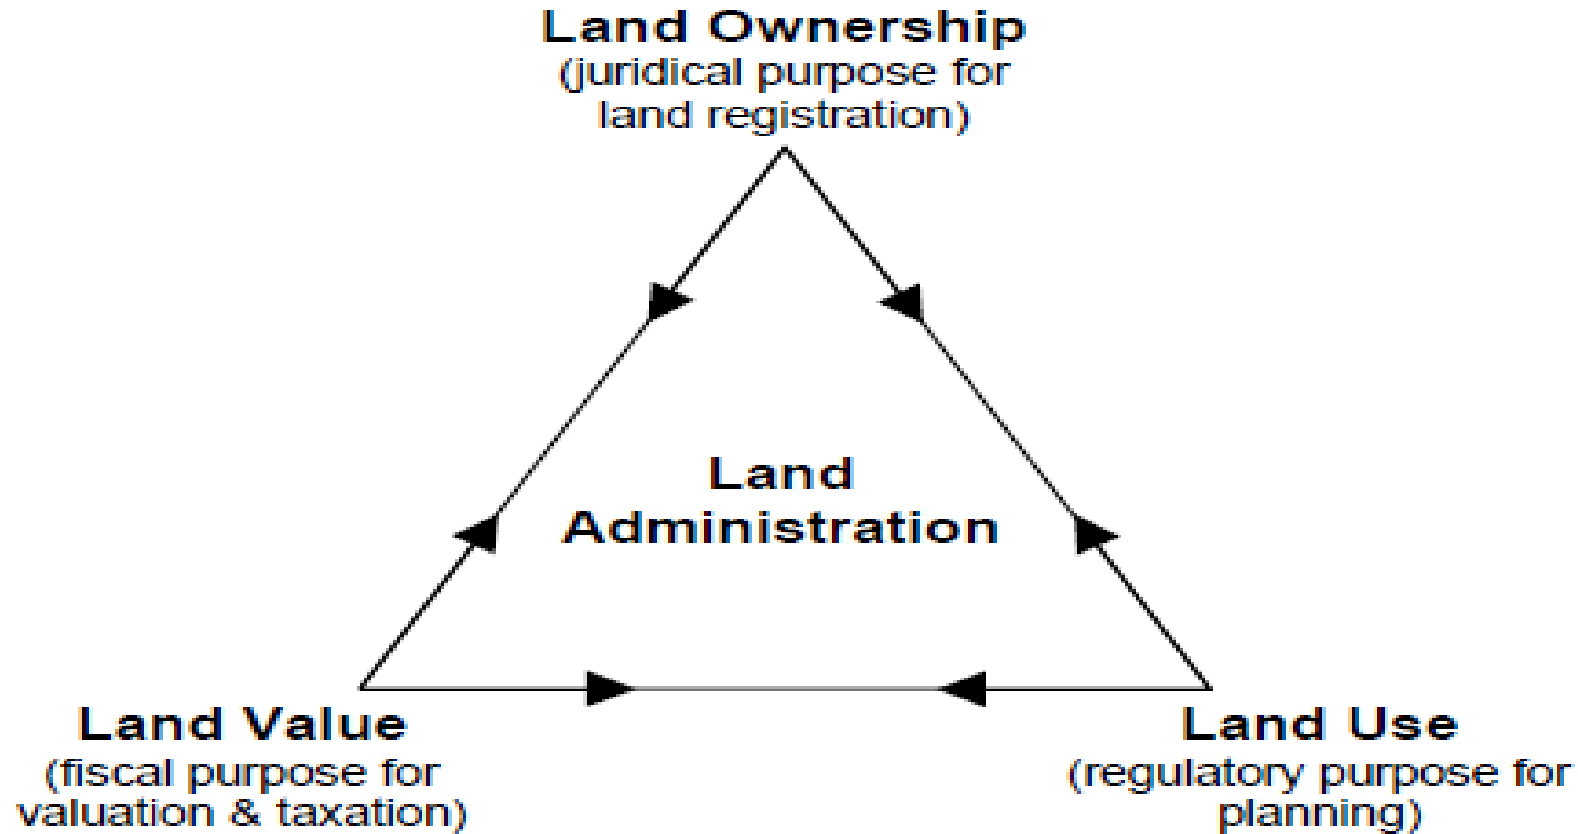 Land Ownership
(juridical purpose for
land registration)
Land
Administration
Land Value
(fiscal purpose for
valuation & taxation)
Land Use
(regulatory purpose for
planning)